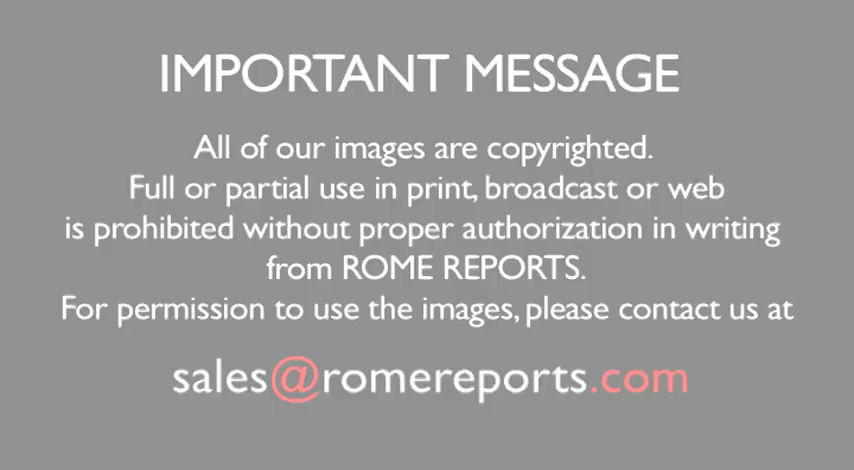 IMPORTANT MESSAGE
All of our images are copyrighted.
Full or partial use in print, broadcast or web
is prohibited without proper authorization in writing
from ROME REPORTS.
For permission to use the images, please contact us at
sales@romereports.com